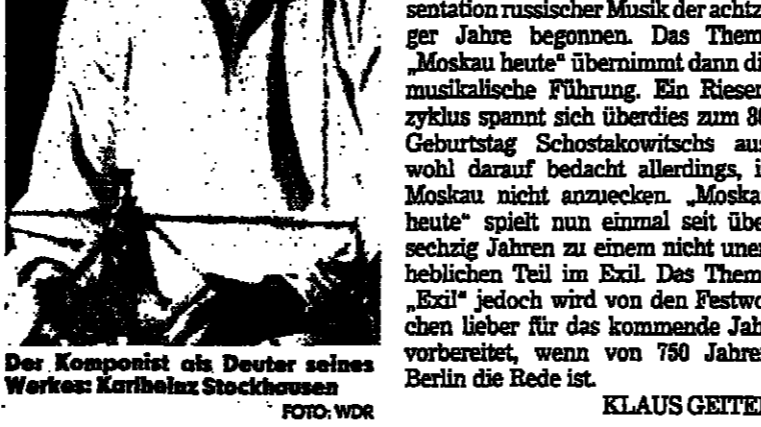 Der Komponist als Deuter seines
Werkes: Karlheinz Stockhausen
FOTO: WDR
sentation russischer Musik der achtz
ger Jahre begonnen. Das Them
„Moskau heute“ übernimmt dann di
musikalische Führung. Ein Riesen
zyklus spannt sich überdies zum 80
Geburtstag Schostakowitschs aus
wohl darauf bedacht allerdings, i
Moskau nicht anzuecken. „Moska
heute“ spielt nun einmal seit übe
sechzig Jahren zu einem nicht uner
heblichen Teil im Exil. Das Them
„Exil“ jedoch wird von den Festwo
chen lieber für das kommende Jah
vorbereitet, wenn von 750 Jahre
Berlin die Rede ist.
KLAUS GEITE